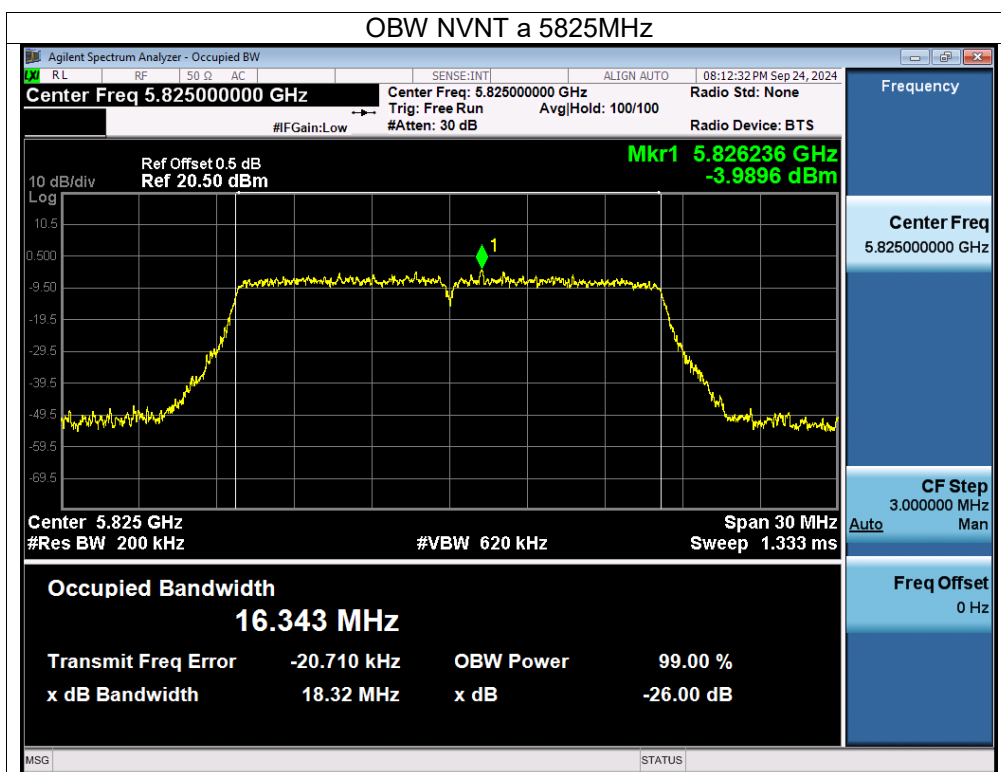 OBW NVNT a 5825MHz
Agilent Spectrum Analyzer - Occupied BW
LXI RL RF 50 Ω AC SENSE:INT ALIGN AUTO 08:12:32 PM Sep 24, 2024
Center Freq 5.825000000 GHz Center Freq: 5.825000000 GHz Radio Std: None
Trig: Free Run Avg|Hold: 100/100
#IFGain:Low #Atten: 30 dB Radio Device: BTS
Frequency
Mkr1 5.826236 GHz
-3.9896 dBm
Ref Offset 0.5 dB
10 dB/div Ref 20.50 dBm
Log
10.5
0.500
-9.50
-19.5
-29.5
-39.5
-49.5
-59.5
-69.5
1
Center 5.825 GHz Span 30 MHz
#Res BW 200 kHz #VBW 620 kHz Sweep 1.333 ms
Center Freq
5.825000000 GHz
CF Step
3.000000 MHz
Auto Man
Freq Offset
0 Hz
Occupied Bandwidth
16.343 MHz
Transmit Freq Error -20.710 kHz OBW Power 99.00 %
x dB Bandwidth 18.32 MHz x dB -26.00 dB
MSG STATUS